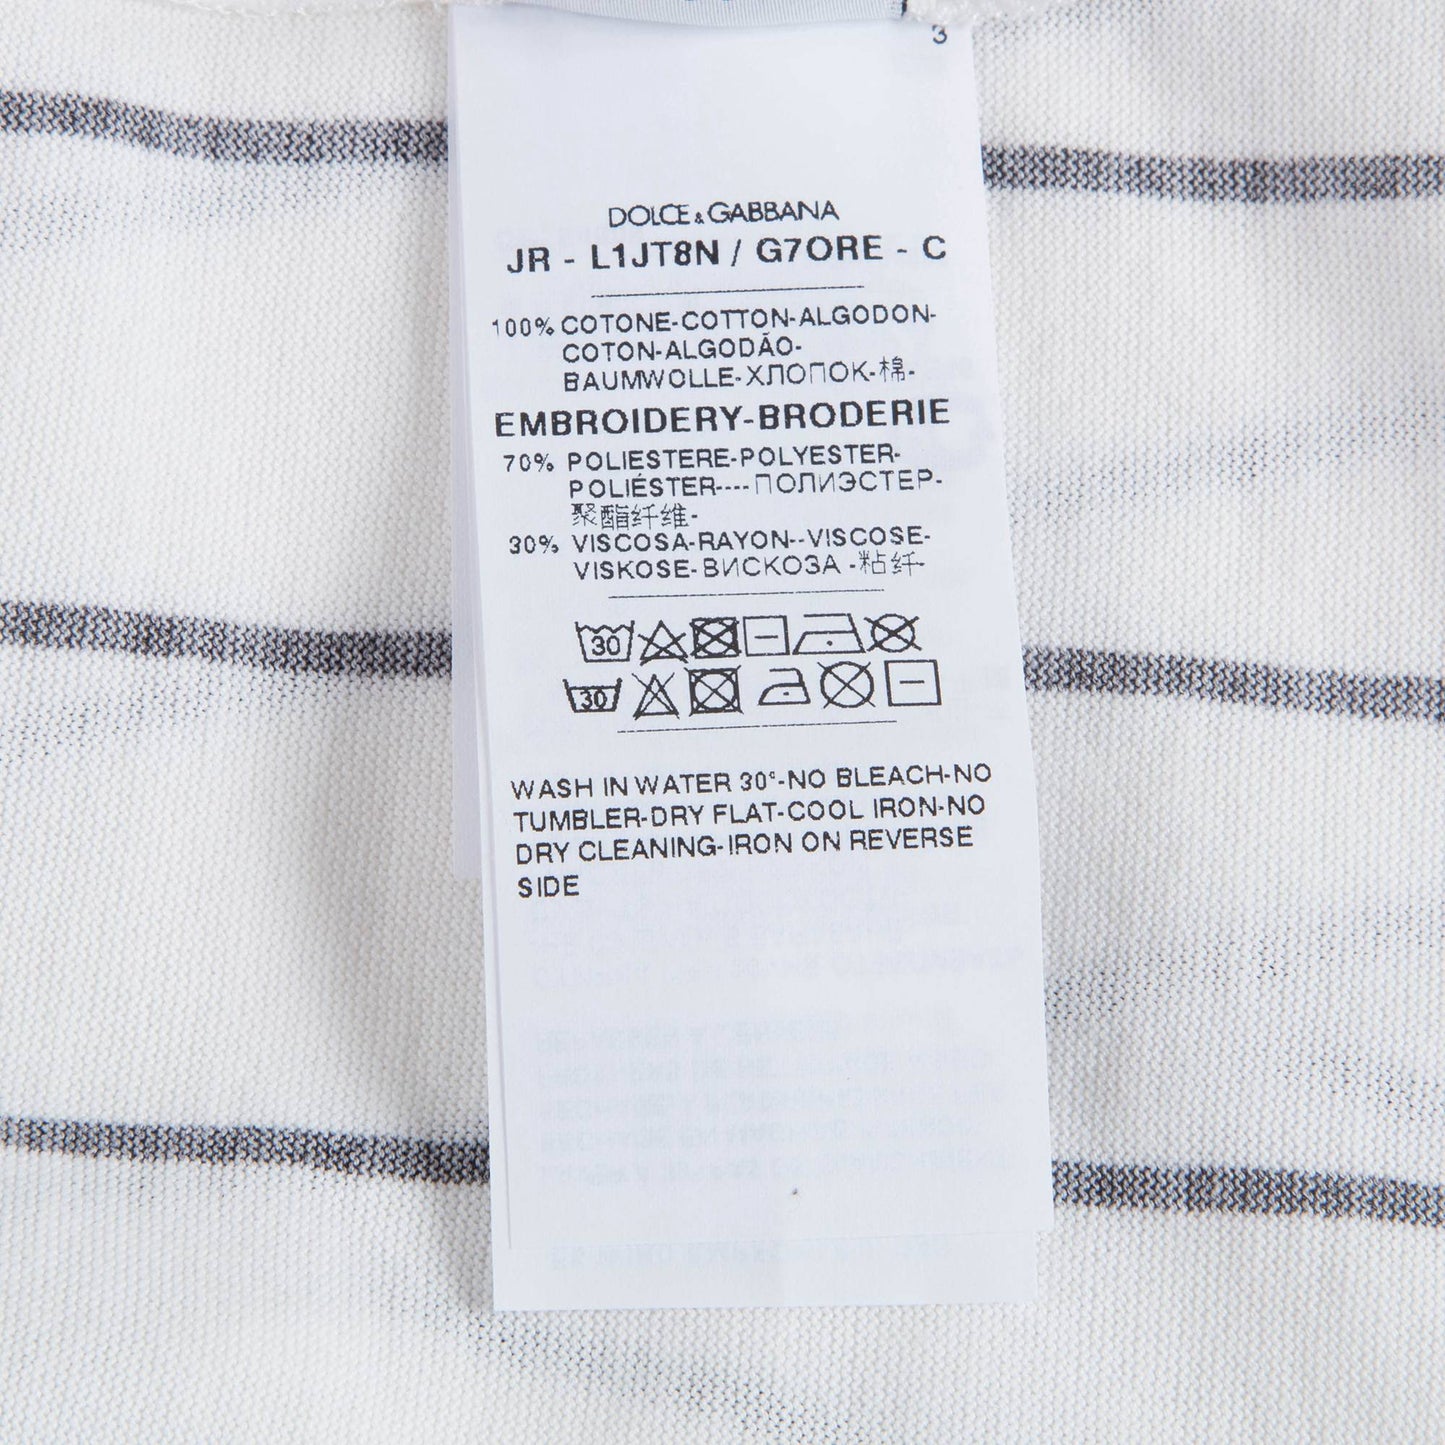 3
DOLCE & GABBANA
JR - L1JT8N / G7ORE - C
100% COTONE-COTTON-ALGODON-
COTON-ALGODÃO-
BAUMWOLLE-ХЛОПОК-棉-
EMBROIDERY-BRODERIE
70% POLIESTERE-POLYESTER-
POLIÉSTER----ПОЛИЭСТЕР-
聚酯纤维-
30% VISCOSA-RAYON--VISCOSE-
VISKOSE-ВИСКОЗА -粘纤-
30
30
WASH IN WATER 30°-NO BLEACH-NO
TUMBLER-DRY FLAT-COOL IRON-NO
DRY CLEANING-IRON ON REVERSE
SIDE